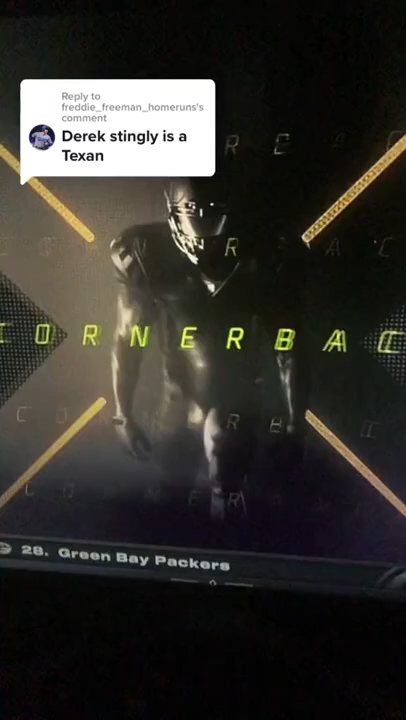 Reply to
freddie_freeman_homeruns's
comment
Derek stingly is a
Texan
CORNERBAC
28. Green Bay Packers